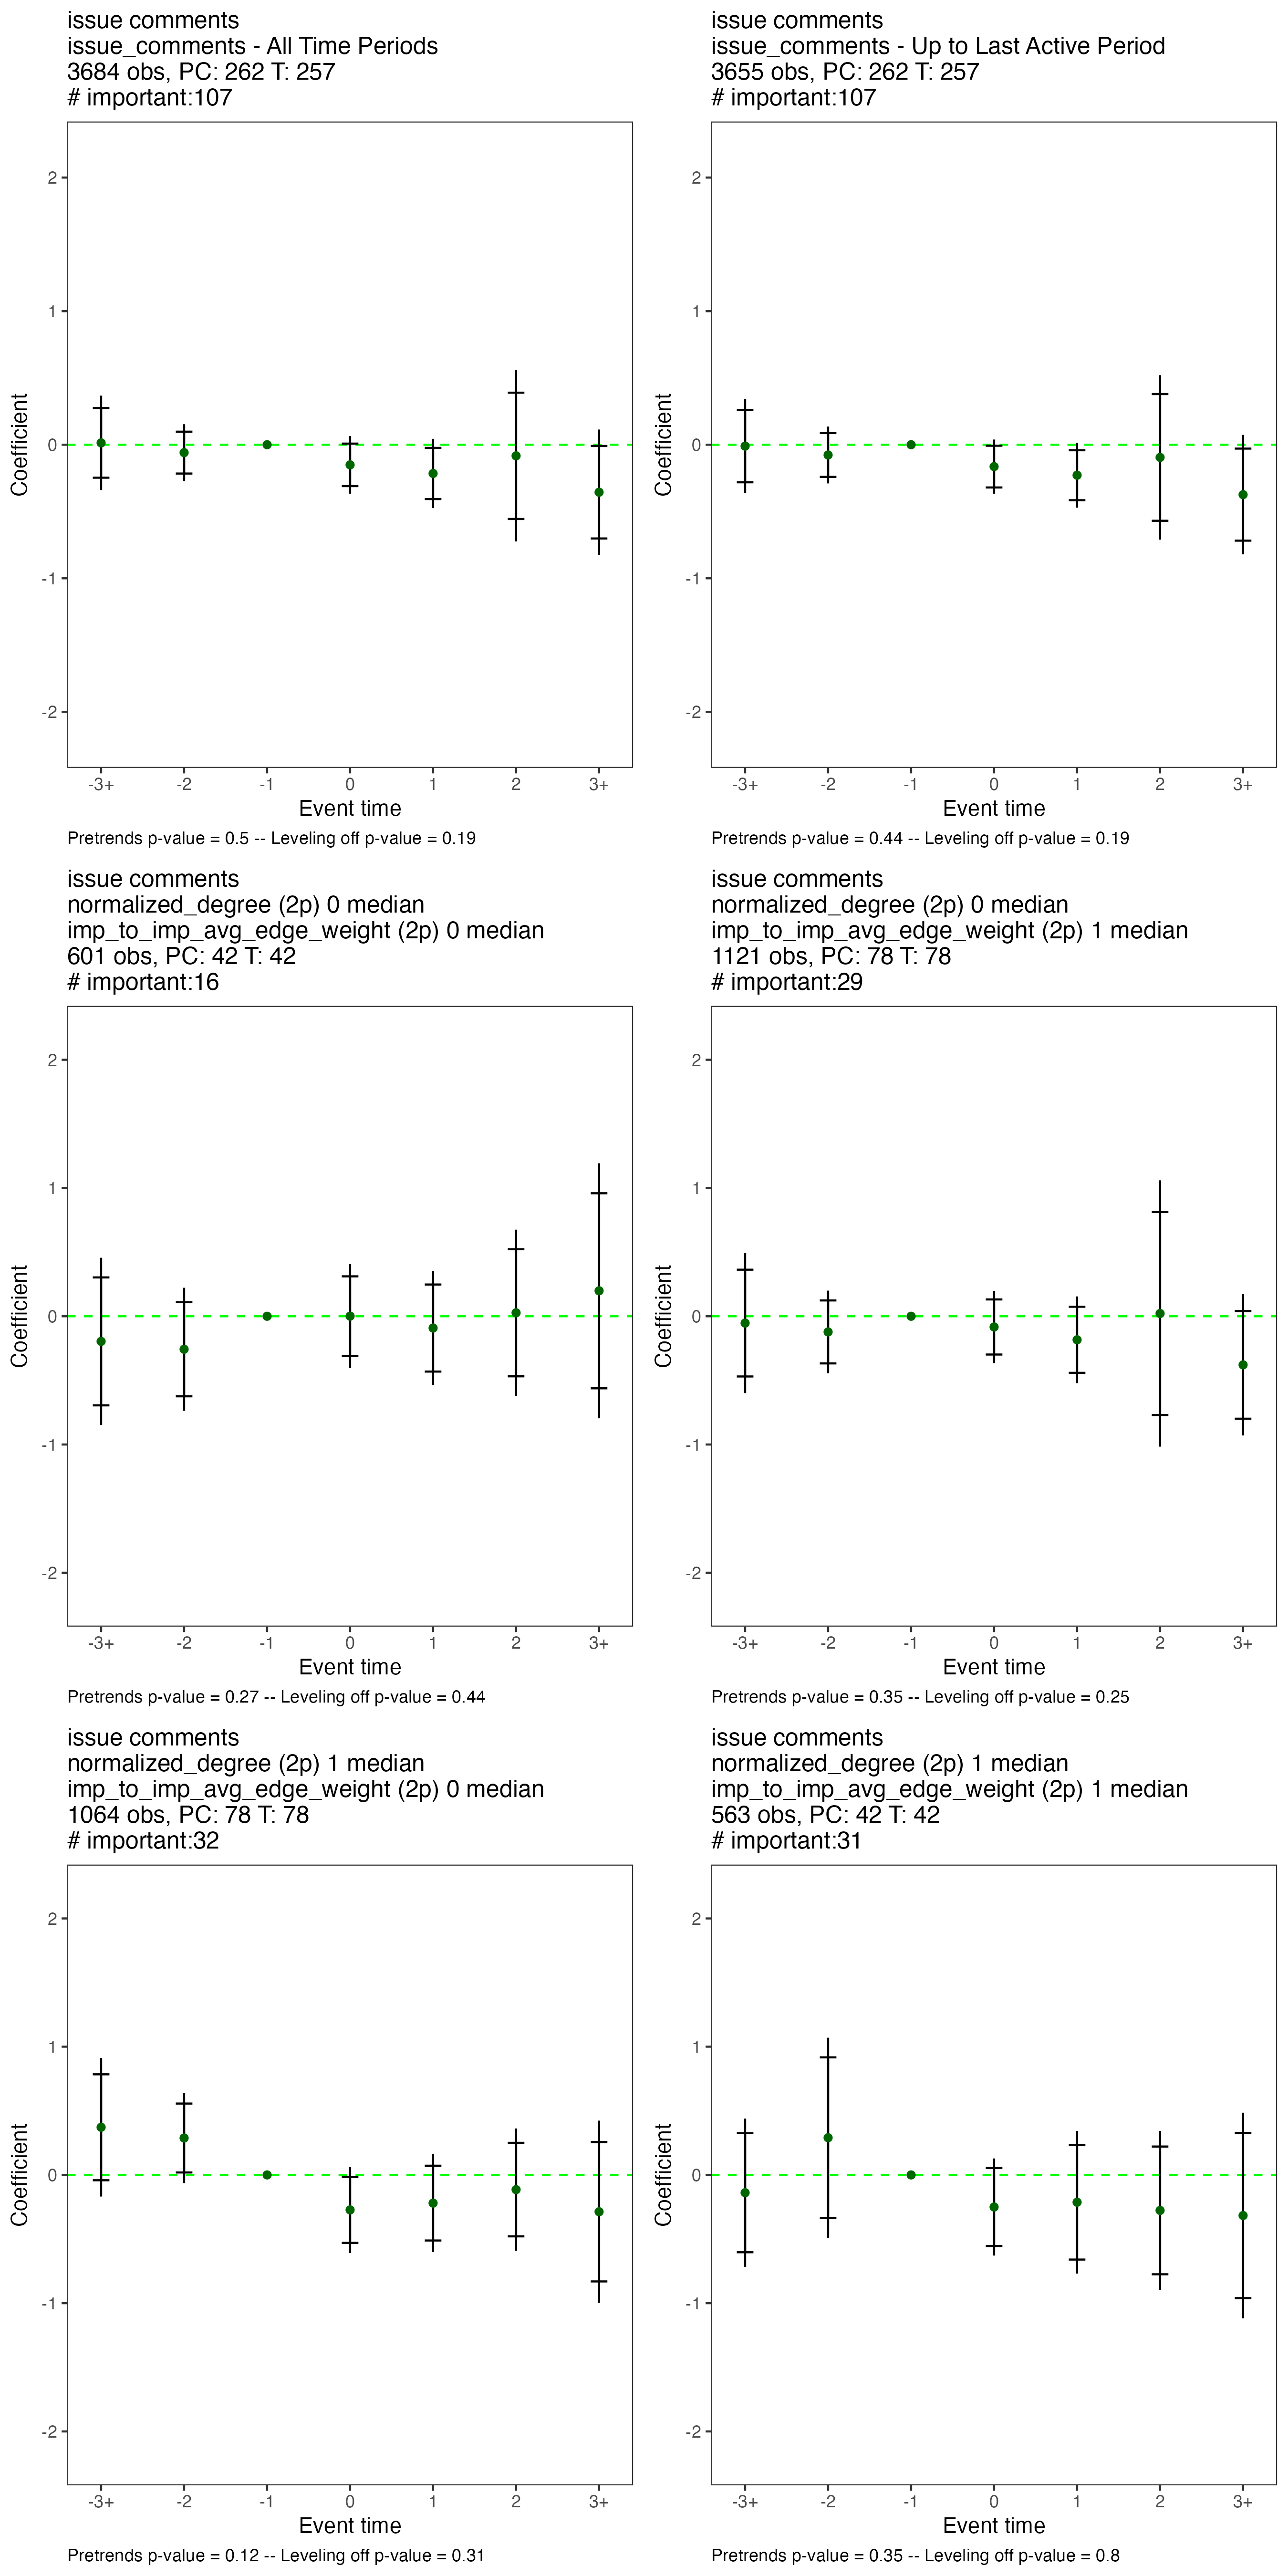 issue comments
issue_comments - All Time Periods
3684 obs, PC: 262 T: 257
# important:107
2
1
0
-1
-2
Coefficient
-3+ -2 -1 0 1 2 3+
Event time
Pretrends p-value = 0.5 -- Leveling off p-value = 0.19
issue comments
issue_comments - Up to Last Active Period
3655 obs, PC: 262 T: 257
# important:107
2
1
0
-1
-2
Coefficient
-3+ -2 -1 0 1 2 3+
Event time
Pretrends p-value = 0.44 -- Leveling off p-value = 0.19
issue comments
normalized_degree (2p) 0 median
imp_to_imp_avg_edge_weight (2p) 0 median
601 obs, PC: 42 T: 42
# important:16
2
1
0
-1
-2
Coefficient
-3+ -2 -1 0 1 2 3+
Event time
Pretrends p-value = 0.27 -- Leveling off p-value = 0.44
issue comments
normalized_degree (2p) 0 median
imp_to_imp_avg_edge_weight (2p) 1 median
1121 obs, PC: 78 T: 78
# important:29
2
1
0
-1
-2
Coefficient
-3+ -2 -1 0 1 2 3+
Event time
Pretrends p-value = 0.35 -- Leveling off p-value = 0.25
issue comments
normalized_degree (2p) 1 median
imp_to_imp_avg_edge_weight (2p) 0 median
1064 obs, PC: 78 T: 78
# important:32
2
1
0
-1
-2
Coefficient
-3+ -2 -1 0 1 2 3+
Event time
Pretrends p-value = 0.12 -- Leveling off p-value = 0.31
issue comments
normalized_degree (2p) 1 median
imp_to_imp_avg_edge_weight (2p) 1 median
563 obs, PC: 42 T: 42
# important:31
2
1
0
-1
-2
Coefficient
-3+ -2 -1 0 1 2 3+
Event time
Pretrends p-value = 0.35 -- Leveling off p-value = 0.8